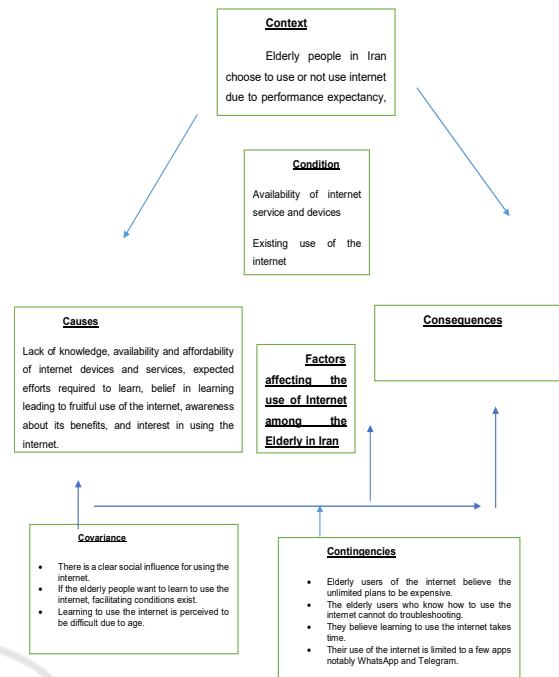 Context
Elderly people in Iran
choose to use or not use internet
due to performance expectancy,
Condition
Availability of internet
service and devices
Existing use of the
internet
Causes
Lack of knowledge, availability and affordability
of internet devices and services, expected
efforts required to learn, belief in learning
leading to fruitful use of the internet, awareness
about its benefits, and interest in using the
internet.
Factors
affecting the
use of Internet
among the
Elderly in Iran
Consequences
Covariance
• There is a clear social influence for using the
internet.
• If the elderly people want to learn to use the
internet, facilitating conditions exist.
• Learning to use the internet is perceived to
be difficult due to age.
Contingencies
• Elderly users of the internet believe the
unlimited plans to be expensive.
• The elderly users who know how to use the
internet cannot do troubleshooting.
• They believe learning to use the internet takes
time.
• Their use of the internet is limited to a few apps
notably WhatsApp and Telegram.